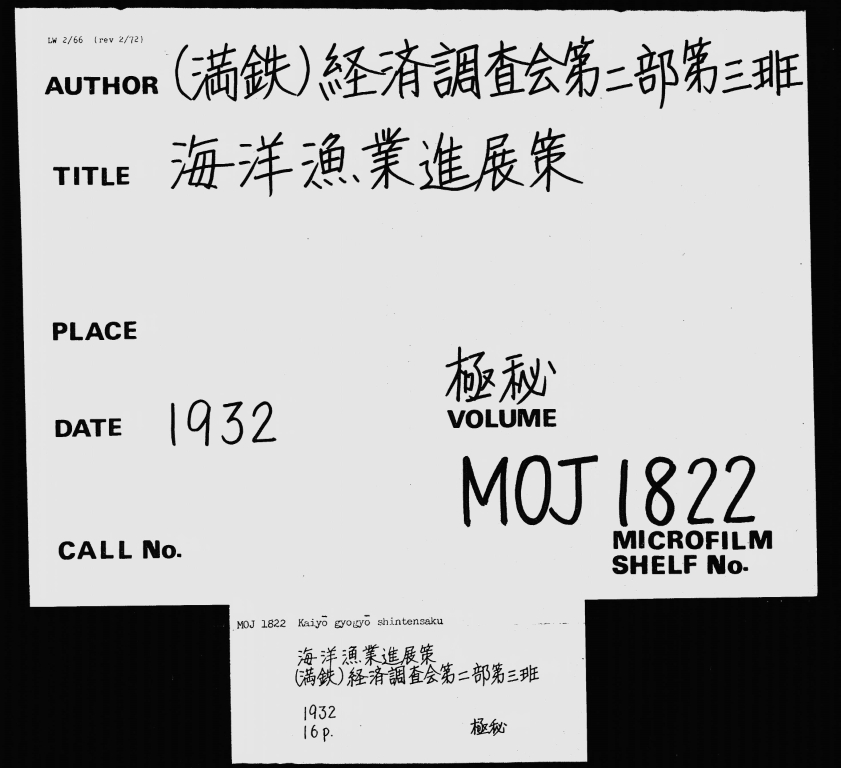 LW 2/66 (rev 2/72)
AUTHOR (満鉄)経済調査会第二部第三班
TITLE 海洋漁業進展策
PLACE
極秘
DATE 1932 VOLUME
MOJ 1822
CALL No. MICROFILM
SHELF No.
MOJ 1822 Kaiyō gyogyō shintensaku
海洋漁業進展策
(満鉄)経済調査会第二部第三班
1932
16p. 極秘